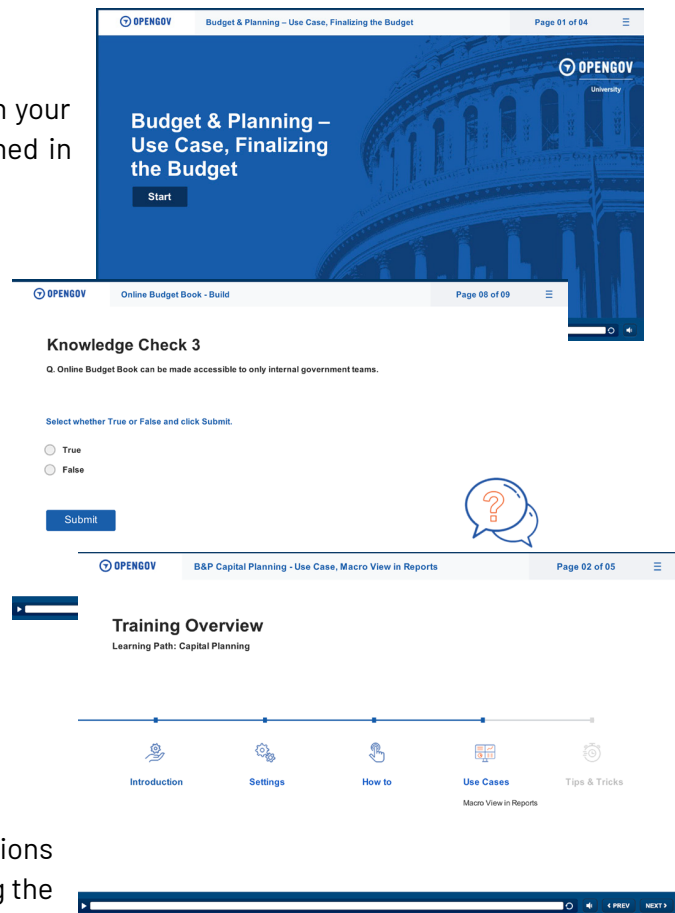 OPENGOV
Budget & Planning – Use Case, Finalizing the Budget
Page 01 of 04
OPENGOV
University
your
in
Budget & Planning –
Use Case, Finalizing
the Budget
Start
OPENGOV
Online Budget Book - Build
Page 08 of 09
Knowledge Check 3
Q. Online Budget Book can be made accessible to only internal government teams.
Select whether True or False and click Submit.
True
False
Submit
?
OPENGOV
B&P Capital Planning - Use Case, Macro View in Reports
Page 02 of 05
Training Overview
Learning Path: Capital Planning
Introduction
Settings
How to
Use Cases
Tips & Tricks
Macro View in Reports
the
< PREV NEXT >